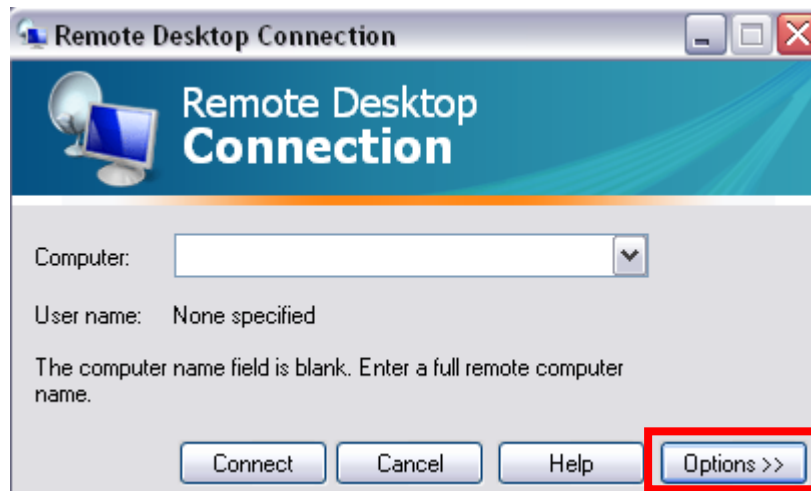 Remote Desktop Connection
Remote Desktop
Connection
Computer:
User name: None specified
The computer name field is blank. Enter a full remote computer
name.
Connect Cancel Help Options >>